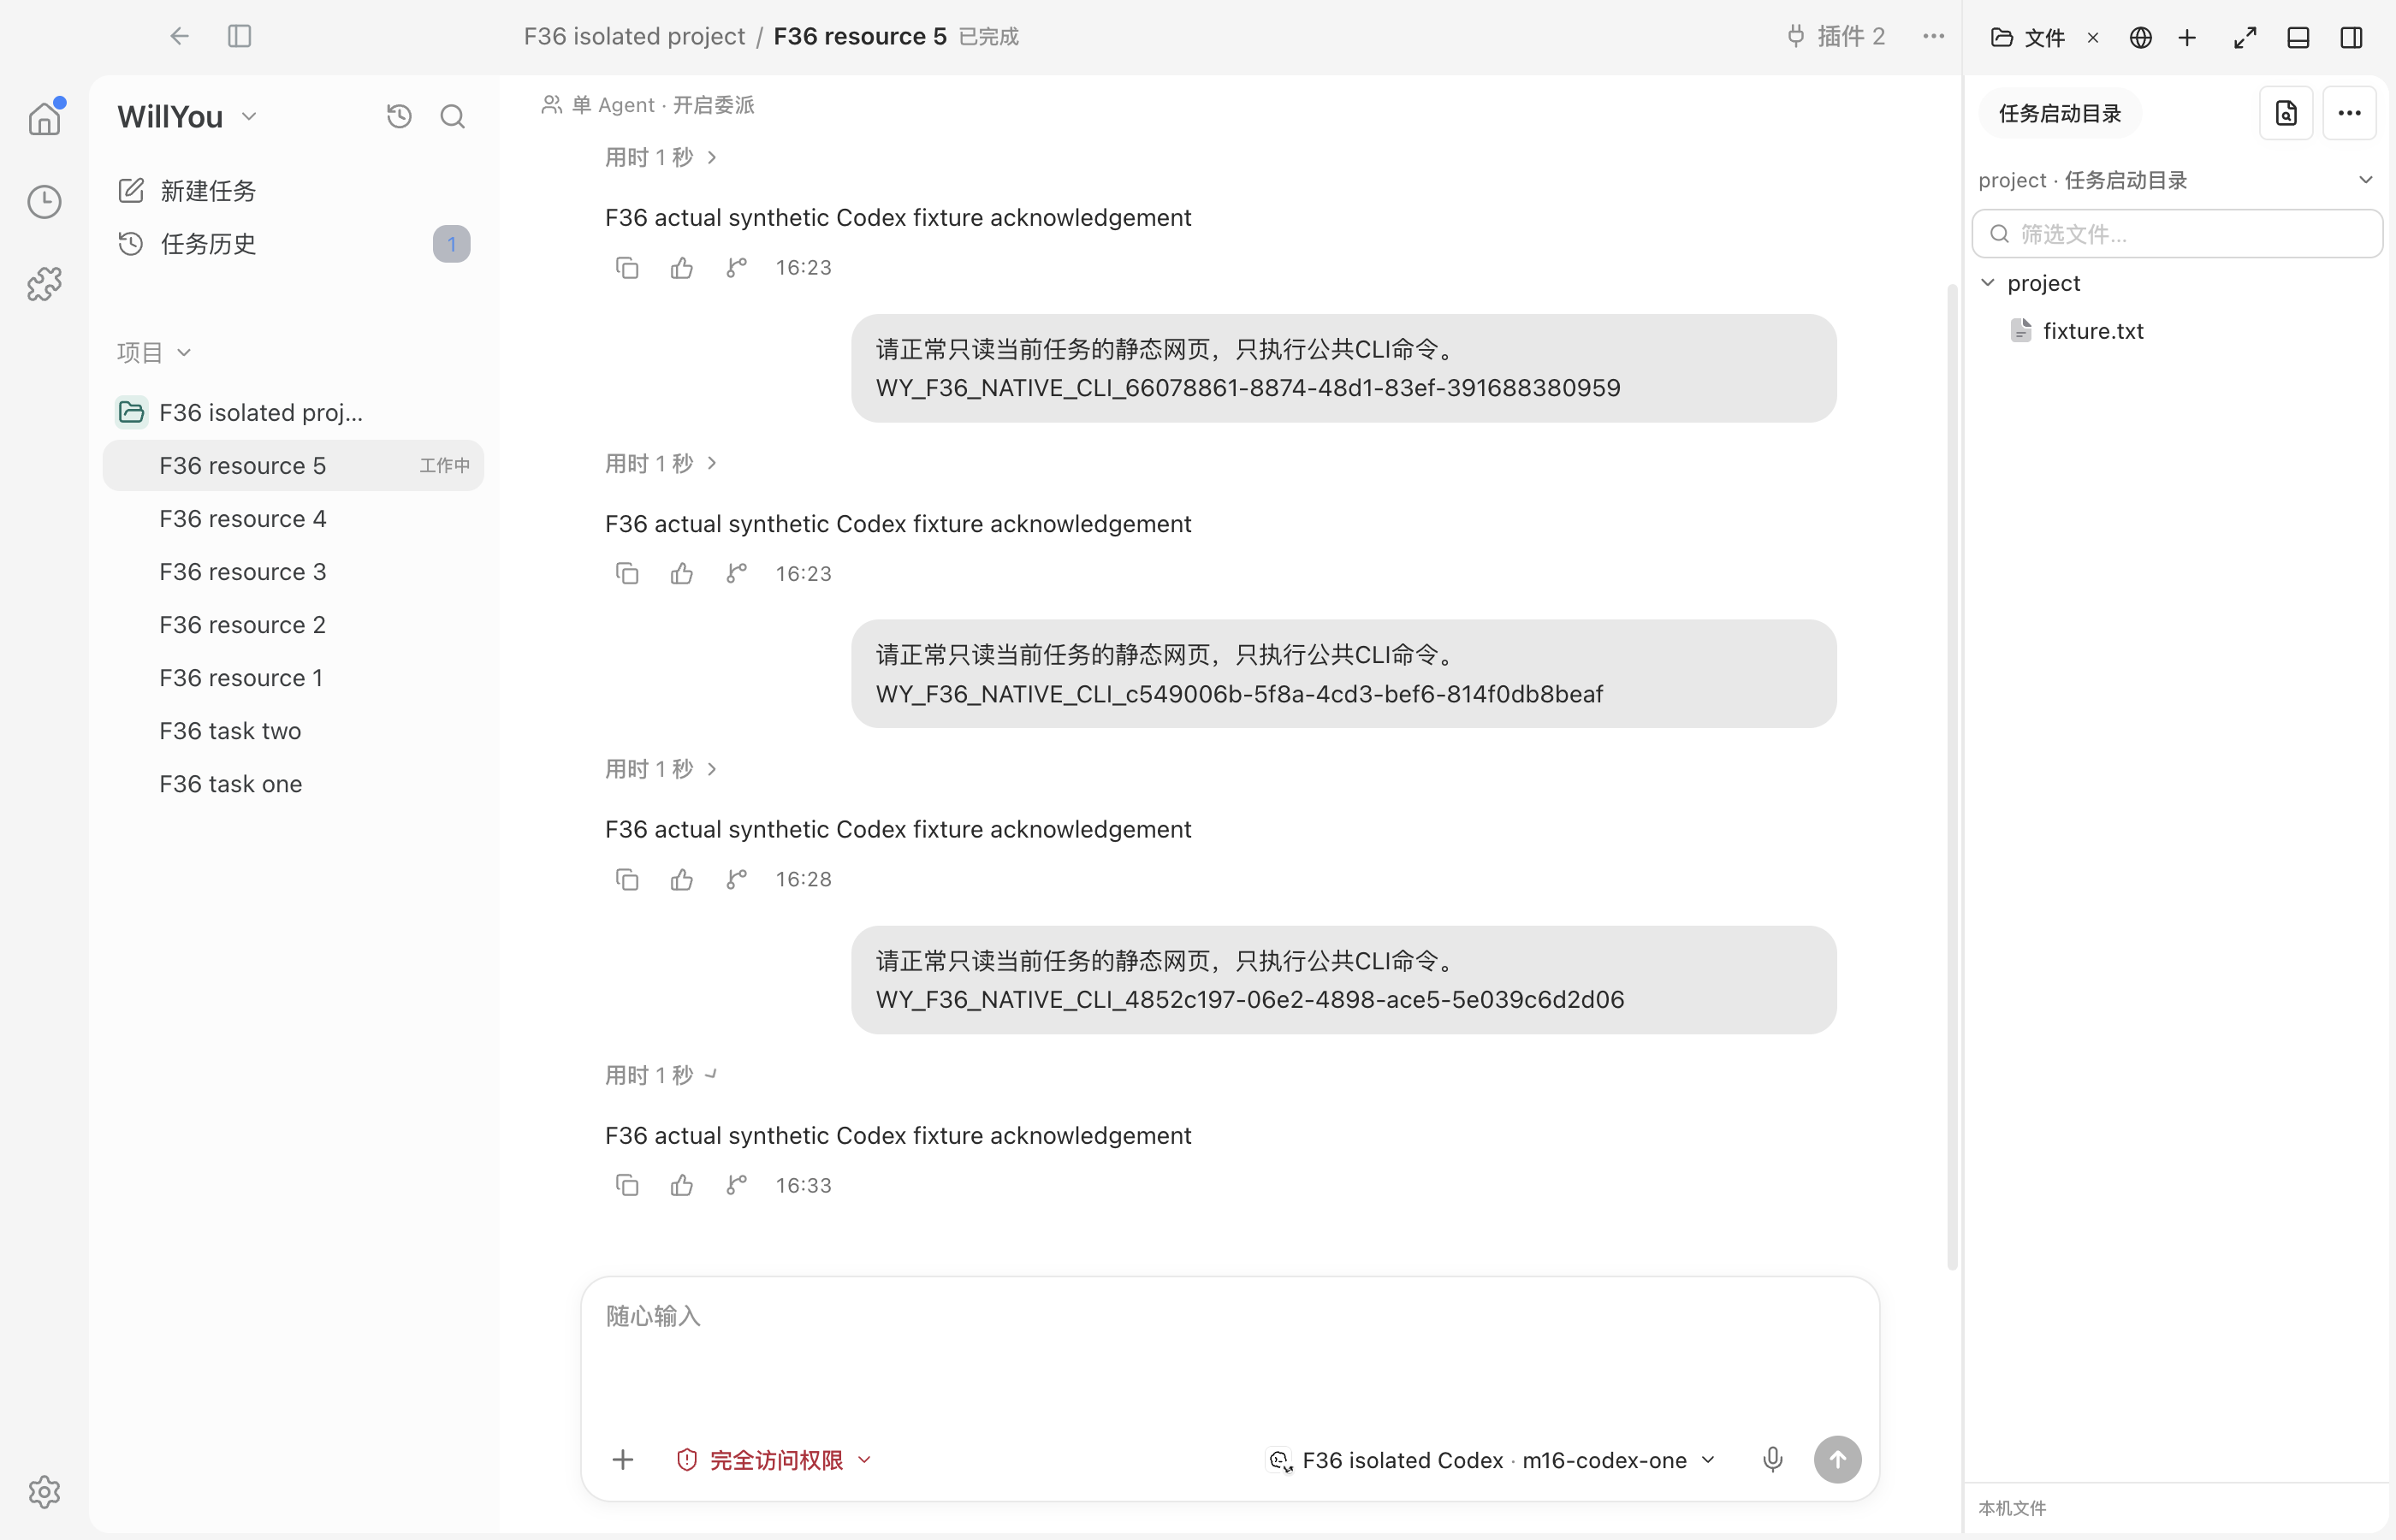 F36 isolated project / F36 resource 5 已完成
插件 2
文件
WillYou
新建任务
任务历史
1
项目
F36 isolated proj...
F36 resource 5
工作中
F36 resource 4
F36 resource 3
F36 resource 2
F36 resource 1
F36 task two
F36 task one
单 Agent · 开启委派
用时 1 秒
F36 actual synthetic Codex fixture acknowledgement
16:23
请正常只读当前任务的静态网页，只执行公共CLI命令。
WY_F36_NATIVE_CLI_66078861-8874-48d1-83ef-391688380959
用时 1 秒
F36 actual synthetic Codex fixture acknowledgement
16:23
请正常只读当前任务的静态网页，只执行公共CLI命令。
WY_F36_NATIVE_CLI_c549006b-5f8a-4cd3-bef6-814f0db8beaf
用时 1 秒
F36 actual synthetic Codex fixture acknowledgement
16:28
请正常只读当前任务的静态网页，只执行公共CLI命令。
WY_F36_NATIVE_CLI_4852c197-06e2-4898-ace5-5e039c6d2d06
用时 1 秒
F36 actual synthetic Codex fixture acknowledgement
16:33
随心输入
完全访问权限
F36 isolated Codex · m16-codex-one
任务启动目录
project · 任务启动目录
筛选文件...
project
fixture.txt
本机文件